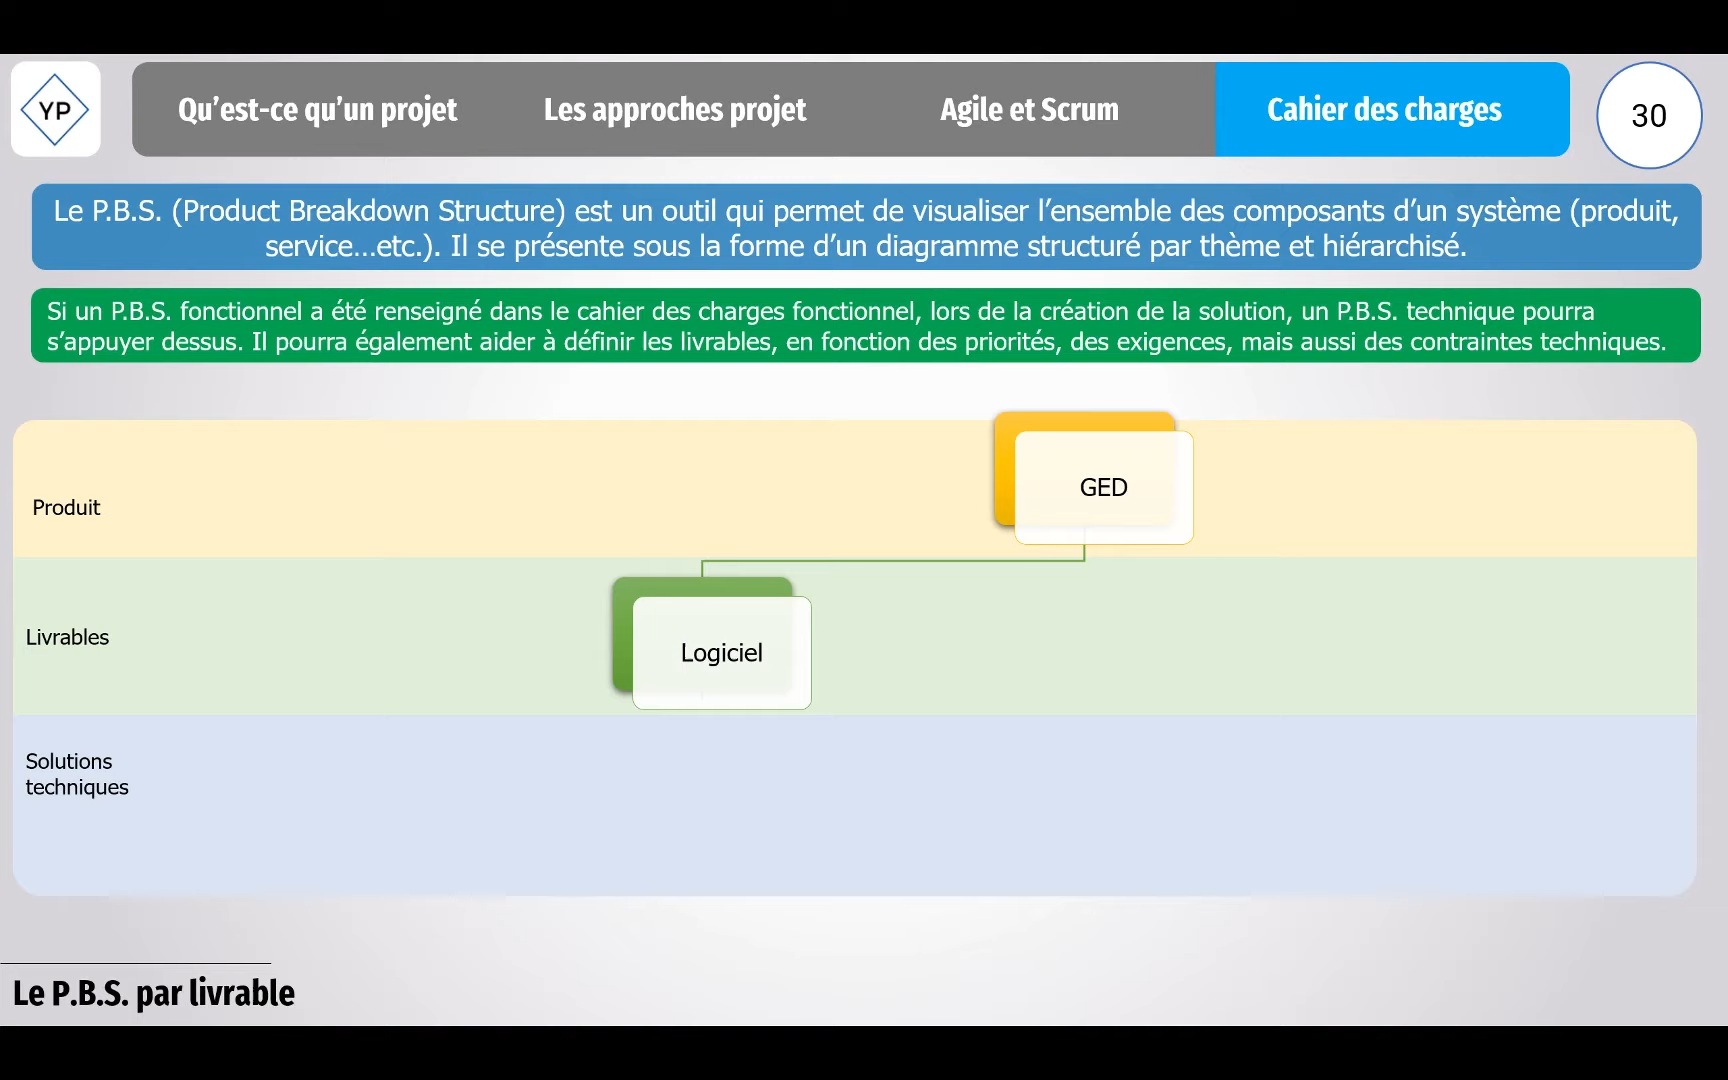 YP
Qu’est-ce qu’un projet
Les approches projet
Agile et Scrum
Cahier des charges
30
Le P.B.S. (Product Breakdown Structure) est un outil qui permet de visualiser l’ensemble des composants d’un système (produit,
service…etc.). Il se présente sous la forme d’un diagramme structuré par thème et hiérarchisé.
Si un P.B.S. fonctionnel a été renseigné dans le cahier des charges fonctionnel, lors de la création de la solution, un P.B.S. technique pourra
s’appuyer dessus. Il pourra également aider à définir les livrables, en fonction des priorités, des exigences, mais aussi des contraintes techniques.
GED
Produit
Livrables
Logiciel
Solutions
techniques
Le P.B.S. par livrable